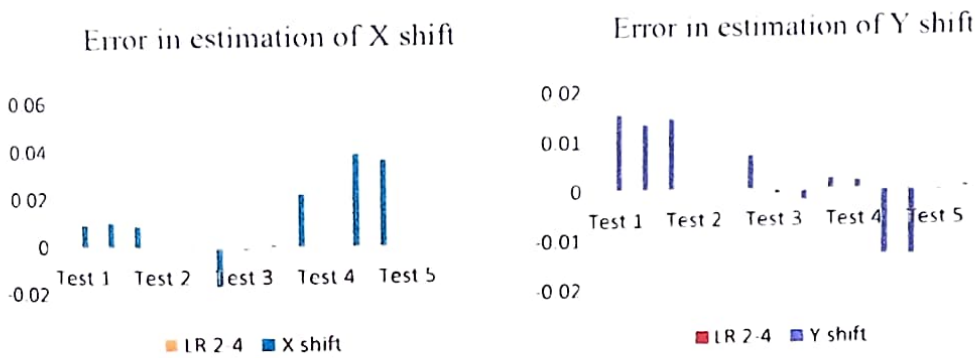 Error in estimation of X shift
0.06
0.04
0.02
0
-0.02
Test 1 Test 2 Test 3 Test 4 Test 5
LR 2-4 X shift
Error in estimation of Y shift
0.02
0.01
0
-0.01
-0.02
Test 1 Test 2 Test 3 Test 4 Test 5
LR 2-4 Y shift